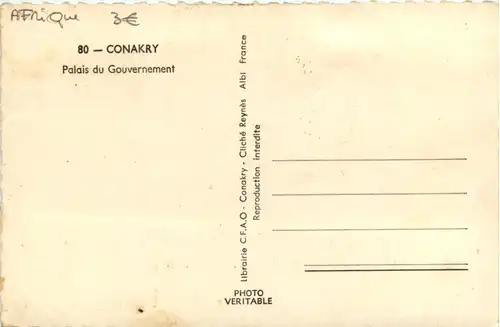 AFRIQUE 3€
80 — CONAKRY
Palais du Gouvernement
Librairie C.F.A.O - Conakry - Cliché Reynès Albi France
Reproduction interdite
PHOTO
VERITABLE